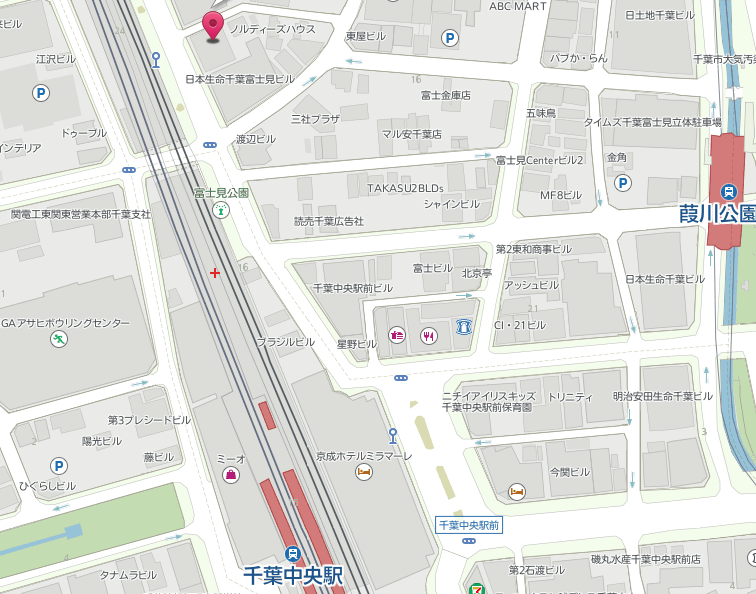 ABC MART
日土地千葉ビル
24
ノルディーズハウス
東屋ビル
P
来ビル
江沢ビル
パブか・らん
千葉市大気汚染
日本生命千葉富士見ビル
16
P
富士金庫店
三社プラザ
五味鳥
タイムズ千葉富士見立体駐車場
ドゥーブル
マル安千葉店
渡辺ビル
インテリア
富士見Centerビル2
金角
P
TAKASU2BLDs
富士見公園
MF8ビル
シャインビル
関電工東関東営業本部千葉支社
読売千葉広告社
葭川公園
第2東和商事ビル
16
富士ビル
北京亭
千葉中央駅前ビル
アッシュビル
日本生命千葉ビル
1
21
GAアサヒボウリングセンター
CI・21ビル
ブラジルビル
星野ビル
ニチイアイリスキッズ
千葉中央駅前保育園
トリニティ
明治安田生命千葉ビル
第3プレシードビル
2
陽光ビル
3
藤ビル
ミーオ
京成ホテルミラマーレ
P
今関ビル
ひぐらしビル
15
千葉中央駅前
4
千葉中央駅
タナムラビル
磯丸水産千葉中央駅前店
第2石渡ビル